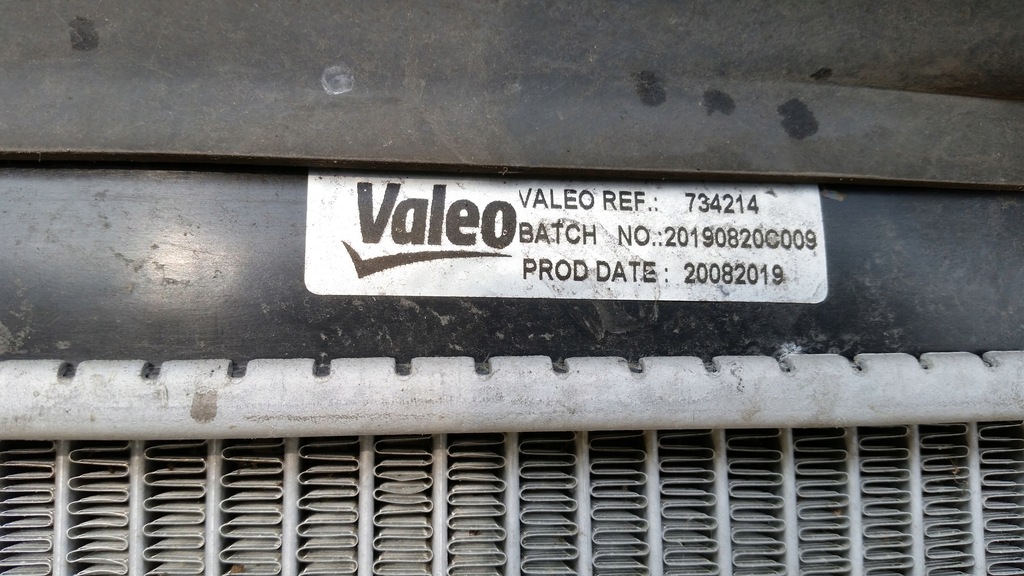 Valeo
VALEO REF.: 734214
BATCH NO.:20190820C009
PROD DATE : 20082019